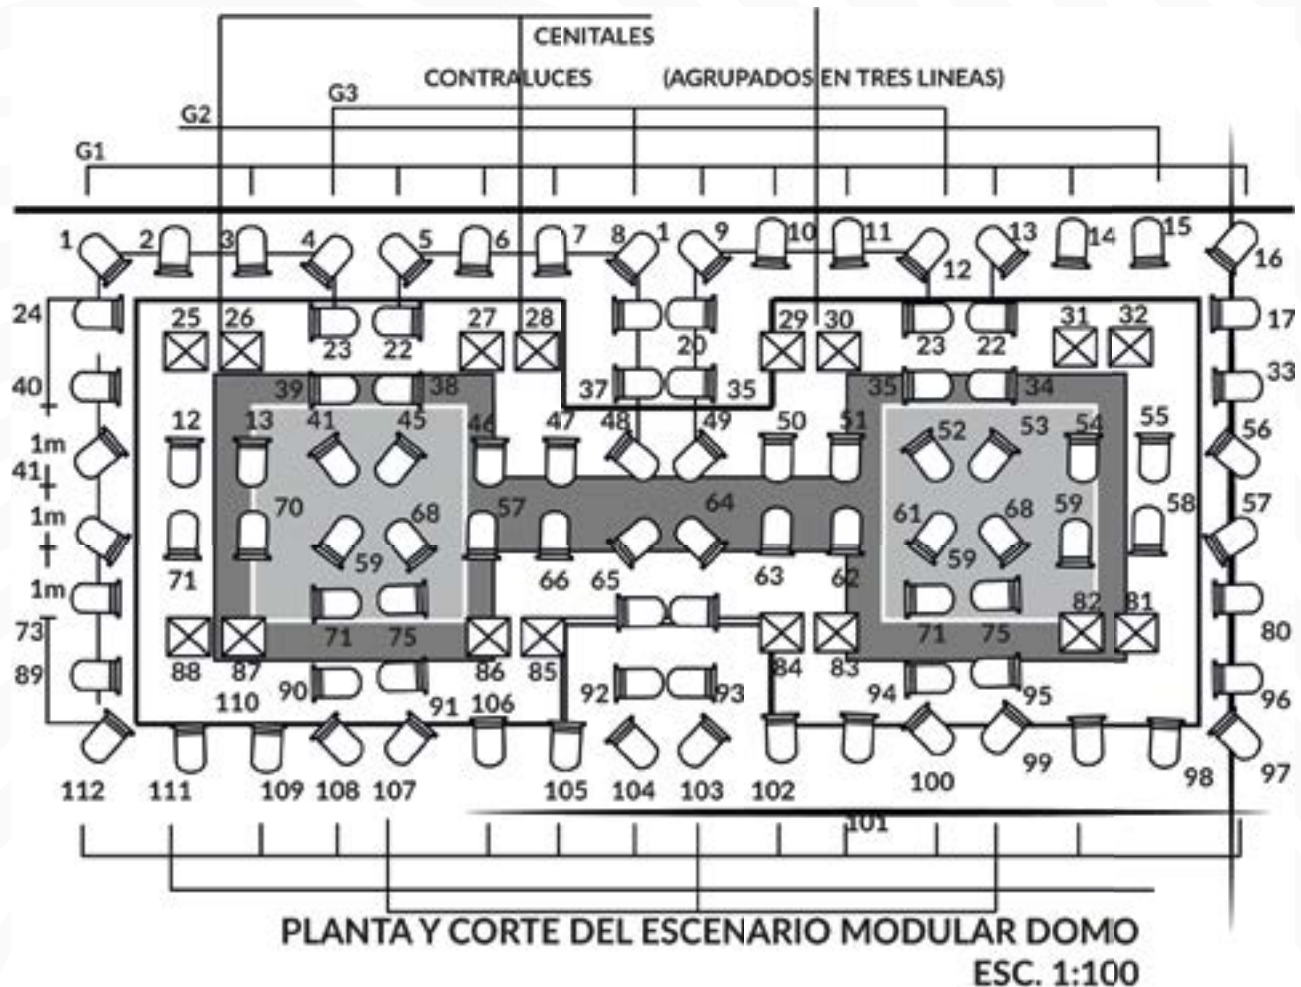 CENITALES
CONTRALUCES (AGRUPADOS EN TRES LINEAS)
G3
G2
G1
1 2 3 4 5 6 7 8 1 9 10 11 12 13 14 15 16
24 17
25 26 27 28 29 30 31 32
23 22 20 23 22
40 39 38 37 35 35 34 33
12 13 41 45 46 47 48 49 50 51 52 53 54 55 56
1m
41
70 68 57 64 61 68 59 58 57
1m
71 59 66 65 63 62 59
1m
73 71 75 71 75 82 81 80
89 88 87 86 85 84 83
110 90 91 106 92 93 94 95 96
112 111 109 108 107 105 104 103 102 100 99 98 97
101
PLANTA Y CORTE DEL ESCENARIO MODULAR DOMO
ESC. 1:100